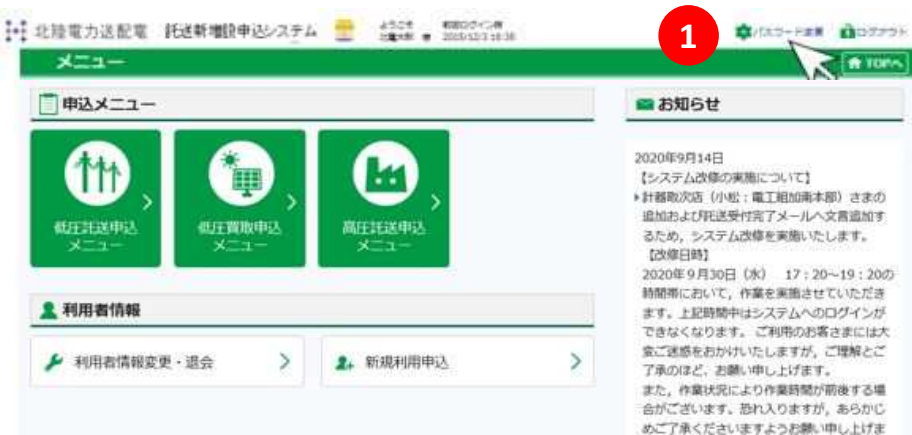 北陸電力送配電 託送新増設申込システム
ようこそ
前回ログイン日時
1
パスワード変更
ログアウト
メニュー
TOPへ
申込メニュー
お知らせ
低圧託送申込
メニュー
低圧買取申込
メニュー
高圧託送申込
メニュー
利用者情報
利用者情報変更・退会
新規利用申込
2020年9月14日
【システム改修の実施について】
計器取次店（小松：電工組加南本部）さまの
追加および託送受付完了メールへ文言追加す
るため，システム改修を実施いたします。
【改修日時】
2020年9月30日（水） 17：20～19：20の
時間帯において，作業を実施させていただき
ます。上記時間中はシステムへのログインが
できなくなります。ご利用のお客さまには大
変ご迷惑をおかけいたしますが，ご理解とご
了承のほど、お願い申し上げます。
また，作業状況により作業時間が前後する場
合がございます。恐れ入りますが，あらかじ
めご了承くださいますようお願い申し上げま